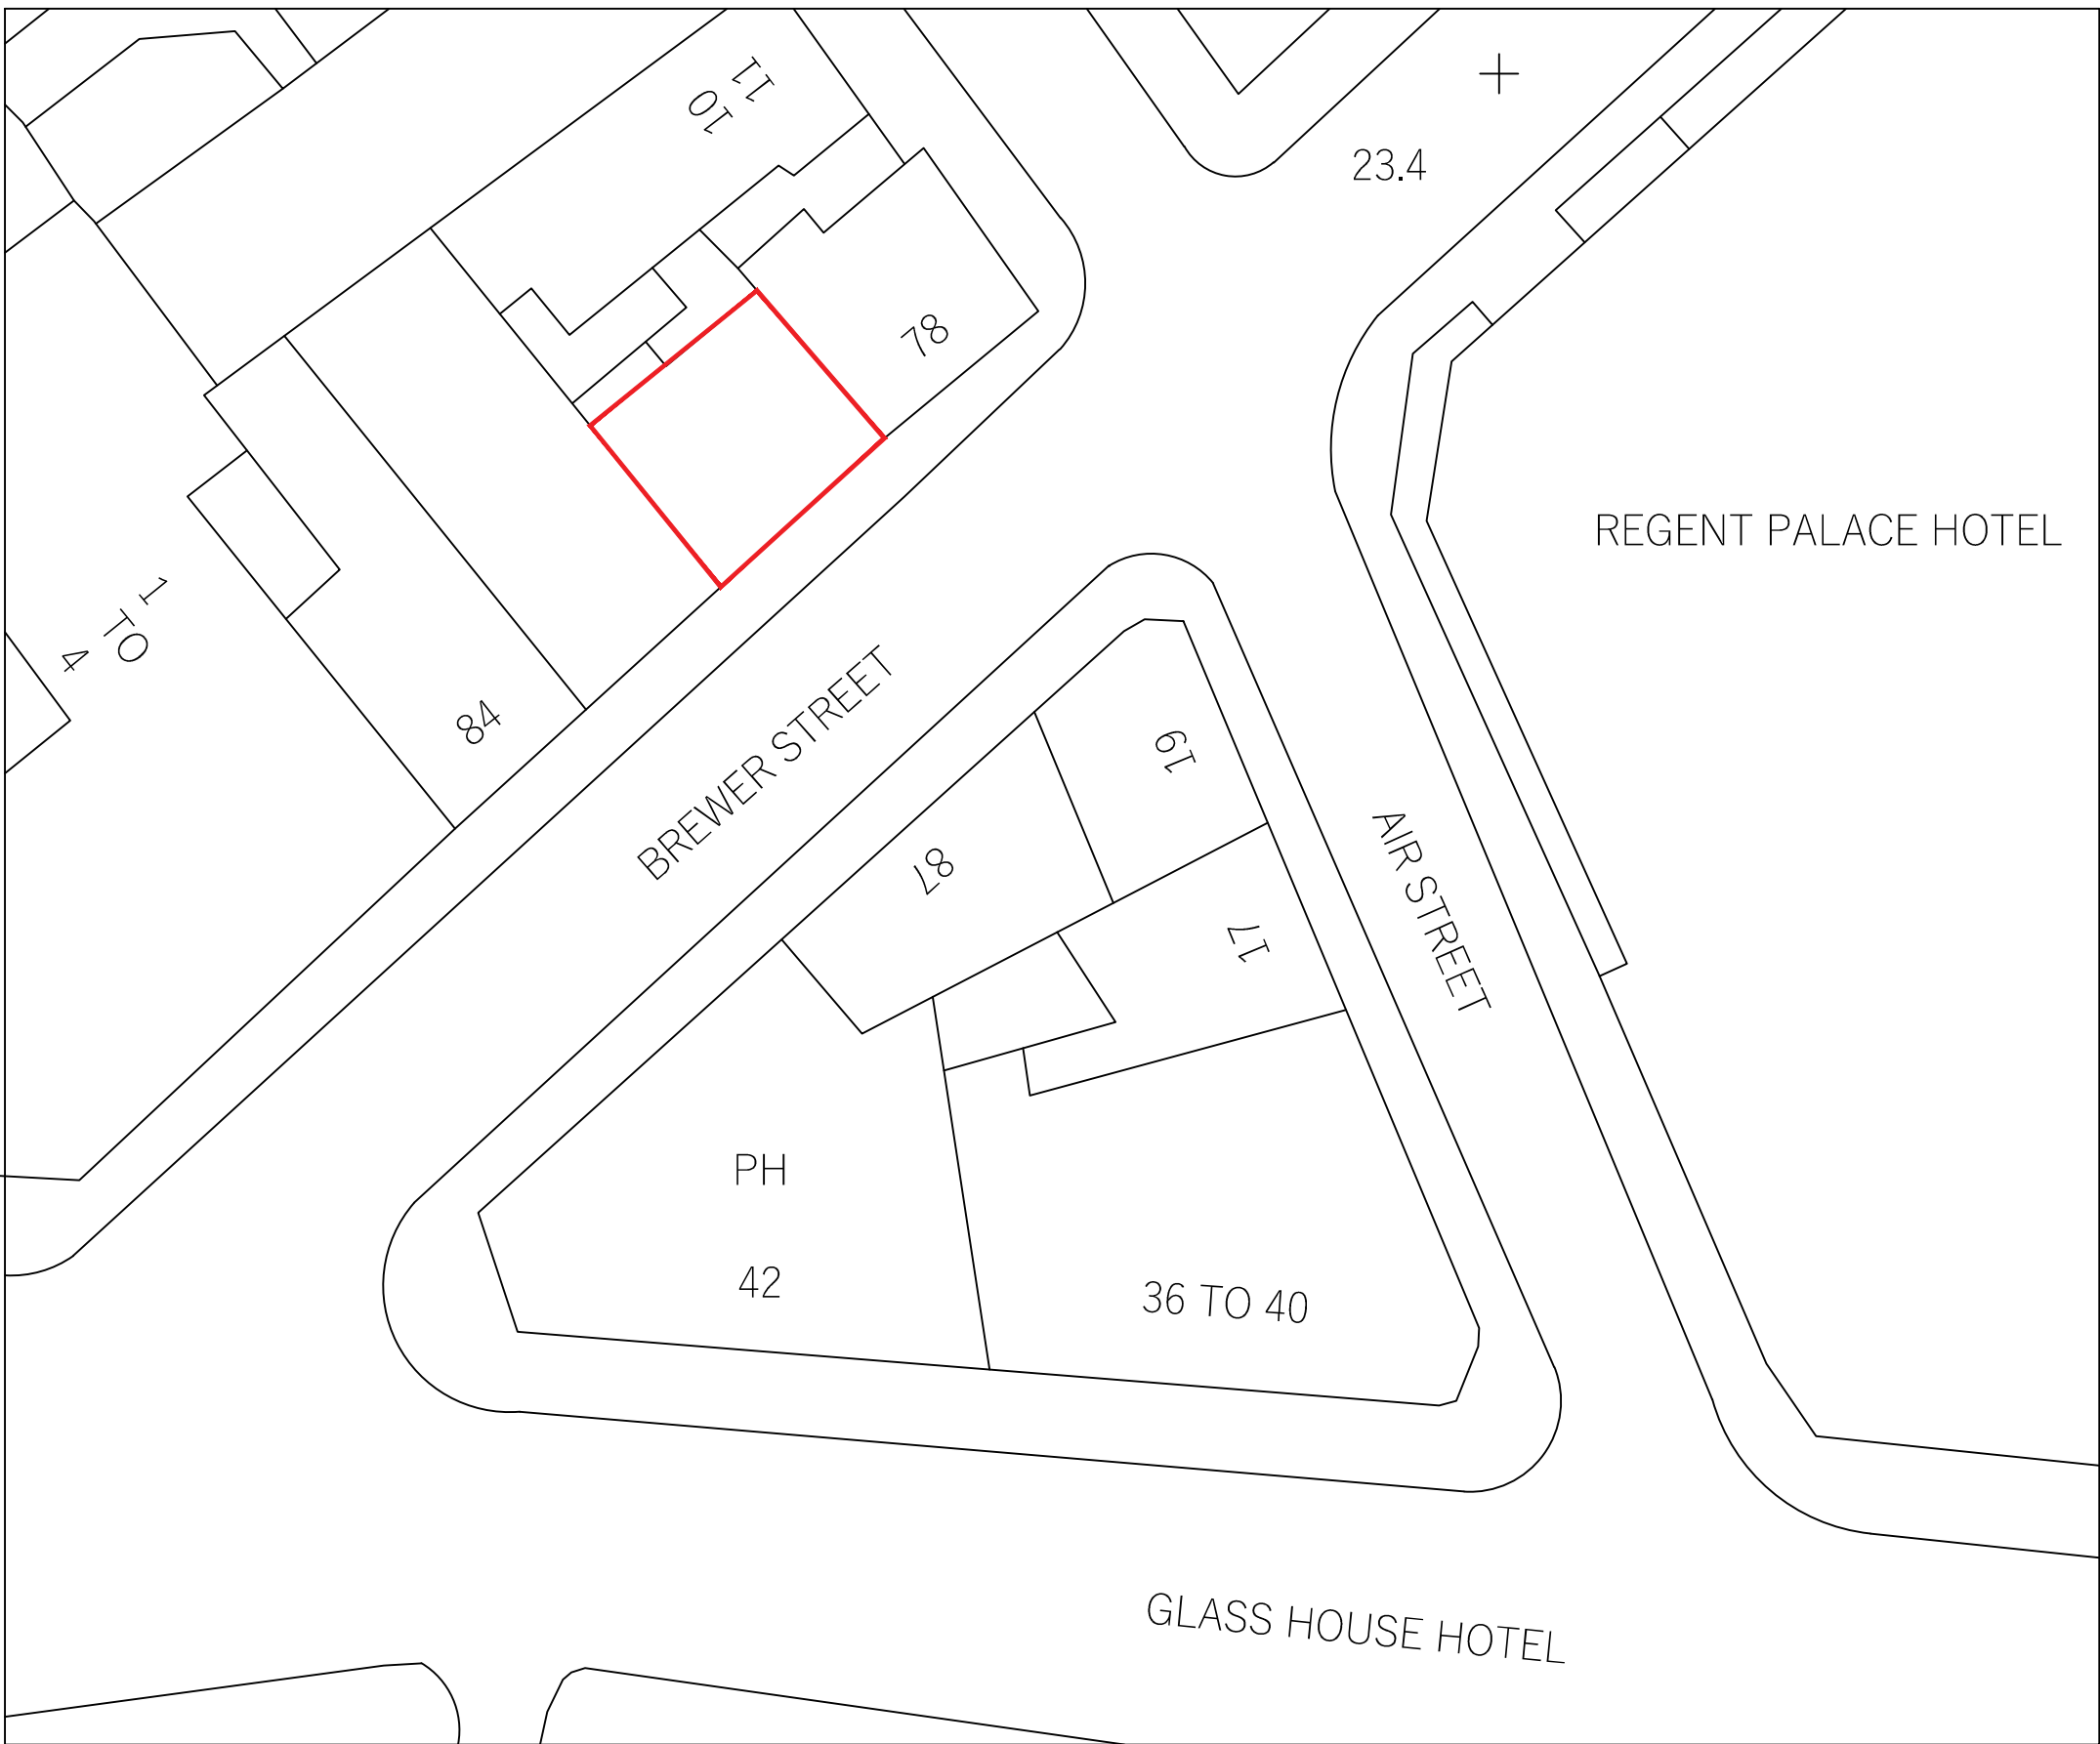 10
11
23.4
78
REGENT PALACE HOTEL
1
TO
4
84
BREWER STREET
19
87
17
AIR STREET
PH
42
36 TO 40
GLASS HOUSE HOTEL